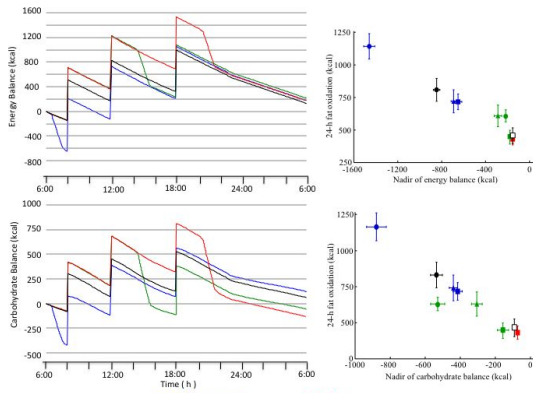 1600
1200
800
400
0
-400
-800
Energy Balance (kcal)
6:00 12:00 18:00 24:00 6:00
1250
1000
750
500
250
24-h fat oxidation (kcal)
-1600 -1200 -800 -400 0
Nadir of energy balance (kcal)
1000
750
500
250
0
-250
-500
Carbohydrate Balance (kcal)
6:00 12:00 18:00 24:00 6:00
Time ( h )
1250
1000
750
500
250
0
24-h fat oxidation (kcal)
-1000 -800 -600 -400 -200 0
Nadir of carbohydrate balance (kcal)